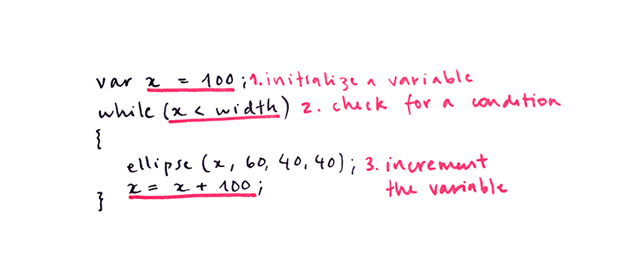 var x = 100; 1. initialize a variable
while (x < width) 2. check for a condition
{
ellipse (x, 60, 40, 40); 3. increment
x = x + 100; the variable
}